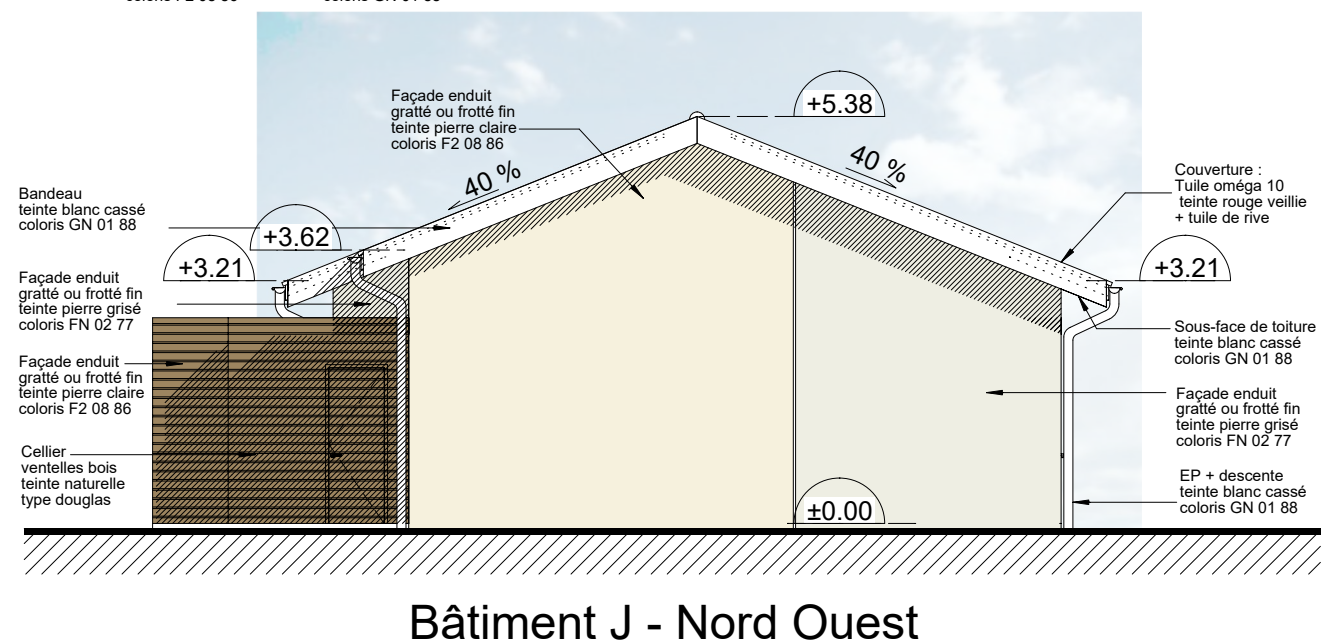 Façade enduit
gratté ou frotté fin
teinte pierre claire
coloris F2 08 86
+5.38
40 %
40 %
Couverture :
Tuile oméga 10
teinte rouge veillie
+ tuile de rive
Bandeau
teinte blanc cassé
coloris GN 01 88
+3.62
+3.21
+3.21
Façade enduit
gratté ou frotté fin
teinte pierre grisé
coloris FN 02 77
Sous-face de toiture
teinte blanc cassé
coloris GN 01 88
Façade enduit
gratté ou frotté fin
teinte pierre claire
coloris F2 08 86
Façade enduit
gratté ou frotté fin
teinte pierre grisé
coloris FN 02 77
Cellier
ventelles bois
teinte naturelle
type douglas
EP + descente
teinte blanc cassé
coloris GN 01 88
±0.00
Bâtiment J - Nord Ouest